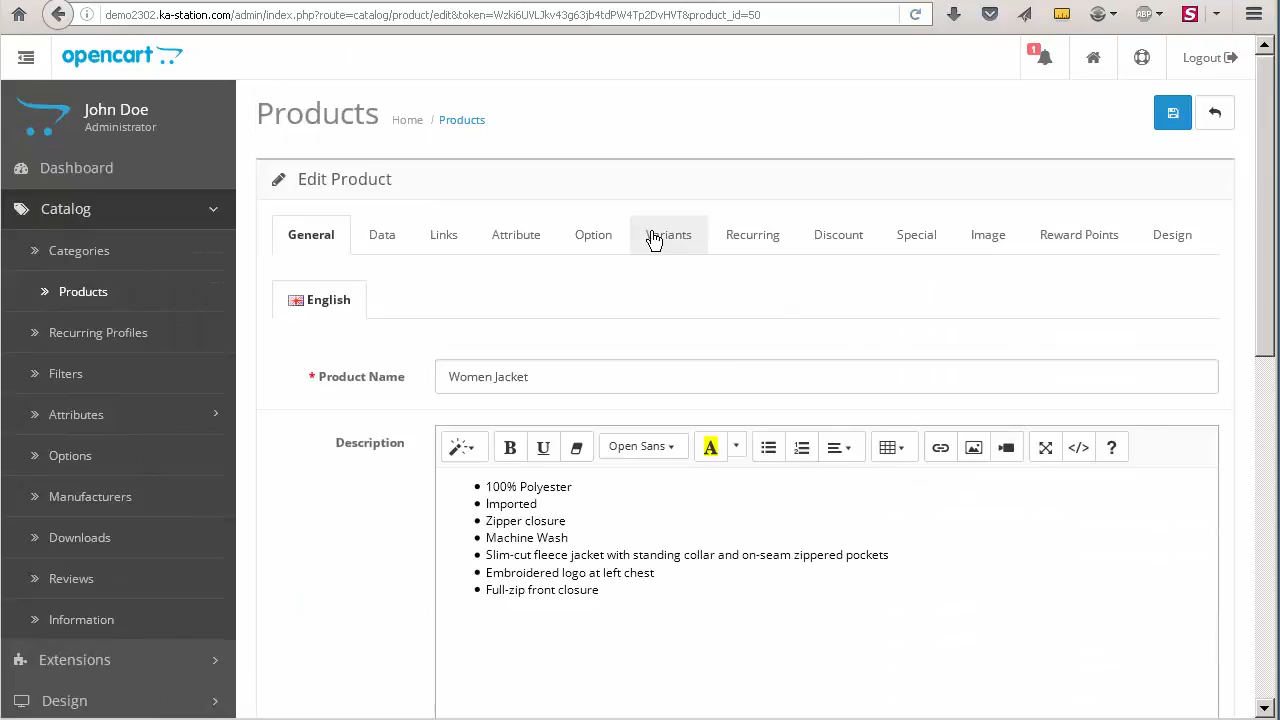 demo2302.ka-station.com/admin/index.php?route=catalog/product/edit&token=Wzki6UVLJkv43g63jb4tdPW4Tp2DvHVT&product_id=50
ABP
S
opencart
1
Logout
John Doe
Administrator
Products
Home / Products
Dashboard
Edit Product
Catalog
General Data Links Attribute Option Variants Recurring Discount Special Image Reward Points Design
Categories
Products
English
Recurring Profiles
* Product Name Women Jacket
Filters
Attributes
Description
B U Open Sans A </> ?
Options
• 100% Polyester
• Imported
• Zipper closure
• Machine Wash
• Slim-cut fleece jacket with standing collar and on-seam zippered pockets
• Embroidered logo at left chest
• Full-zip front closure
Manufacturers
Downloads
Reviews
Information
Extensions
Design